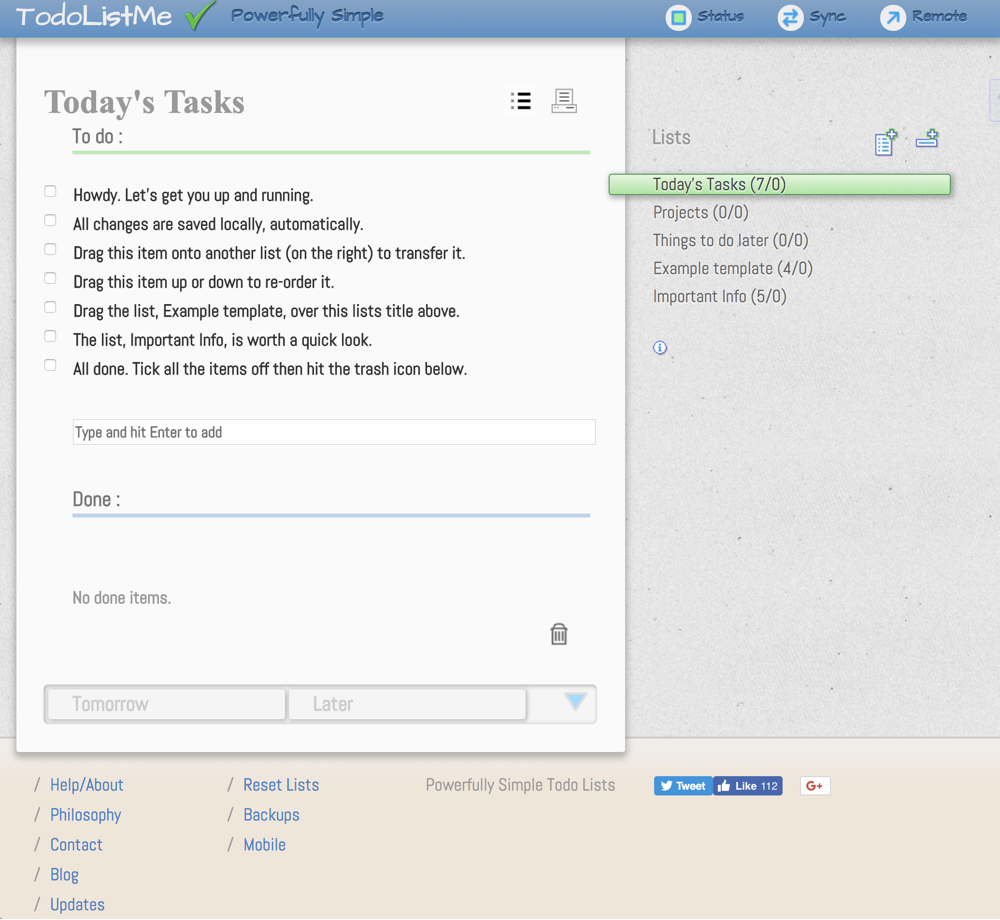 TodoListMe Powerfully Simple Status Sync Remote
Today's Tasks
To do :
Howdy. Let's get you up and running.
All changes are saved locally, automatically.
Drag this item onto another list (on the right) to transfer it.
Drag this item up or down to re-order it.
Drag the list, Example template, over this lists title above.
The list, Important Info, is worth a quick look.
All done. Tick all the items off then hit the trash icon below.
Type and hit Enter to add
Done :
No done items.
Tomorrow Later
Lists
Today's Tasks (7/0)
Projects (0/0)
Things to do later (0/0)
Example template (4/0)
Important Info (5/0)
/ Help/About
/ Philosophy
/ Contact
/ Blog
/ Updates
/ Reset Lists
/ Backups
/ Mobile
Powerfully Simple Todo Lists
Tweet Like 112 G+